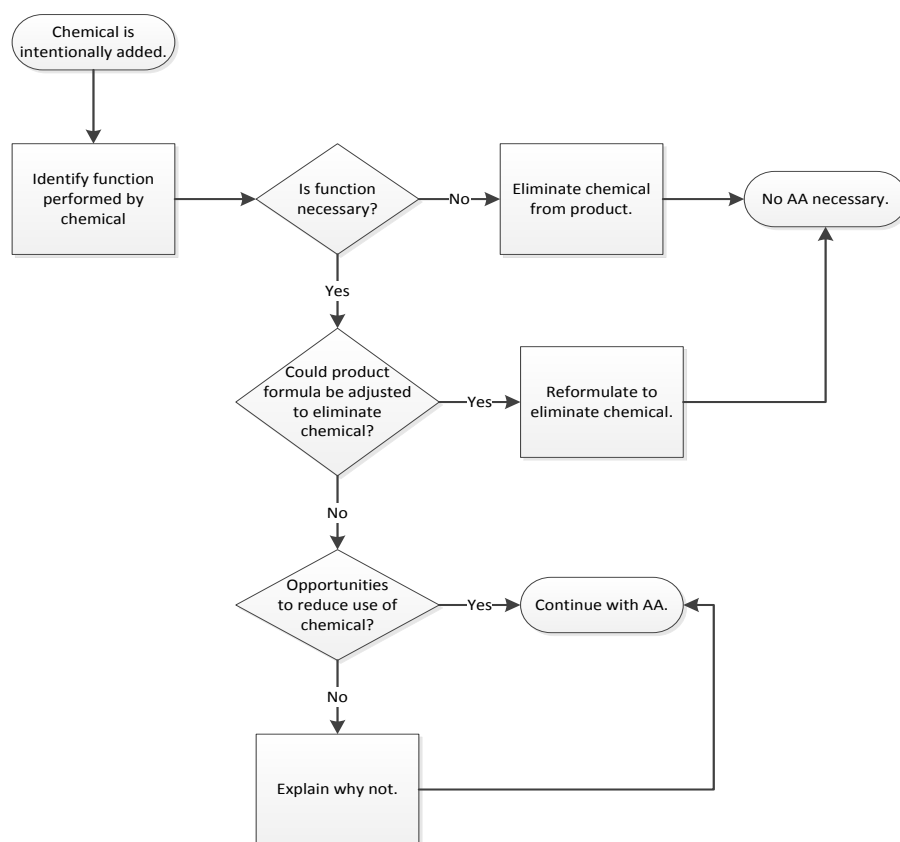 Chemical is
intentionally added.
Identify function
performed by
chemical
Is function
necessary?
No
Eliminate chemical
from product.
No AA necessary.
Yes
Could product
formula be adjusted
to eliminate
chemical?
Yes
Reformulate to
eliminate chemical.
No
Opportunities
to reduce use of
chemical?
Yes
Continue with AA.
No
Explain why not.